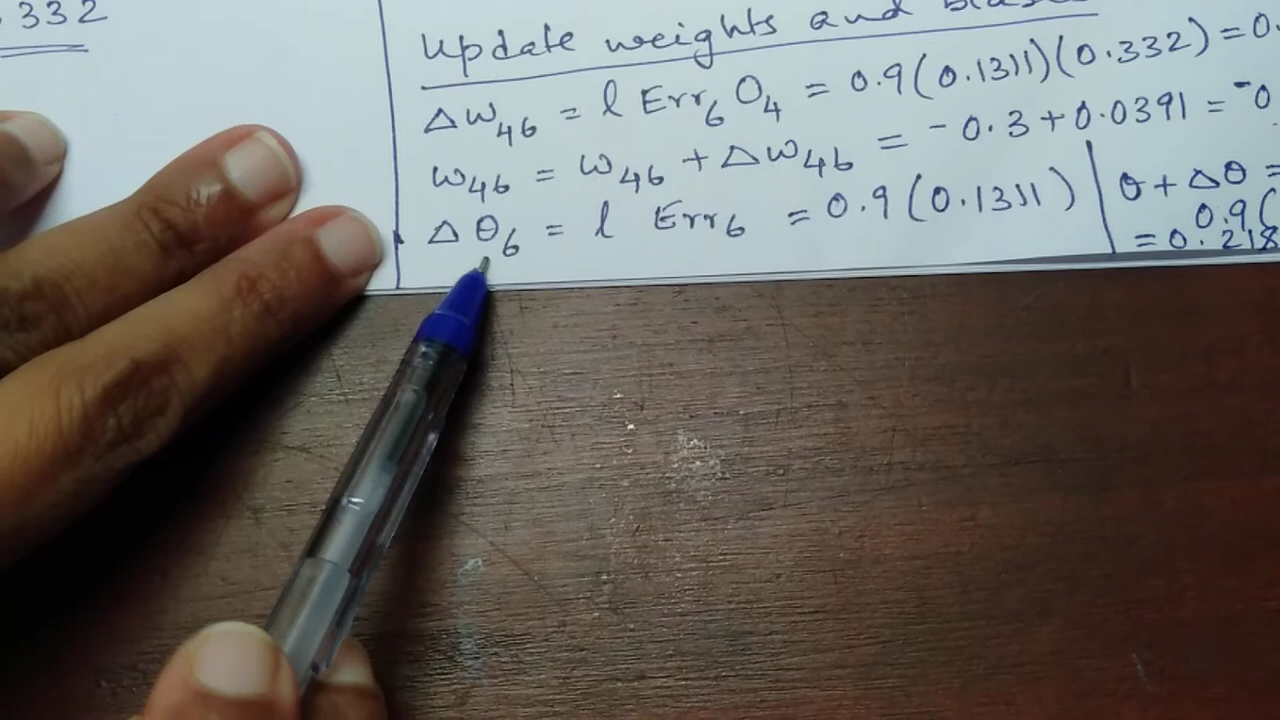 332
Update weights and
Δw46 = l Err6 O4 = 0.9(0.1311)(0.332) = 0.
w46 = w46 + Δw46 = -0.3+0.0391 = -0
Δθ6 = l Err6 = 0.9(0.1311)
θ + Δθ =
0.9(
= 0.218